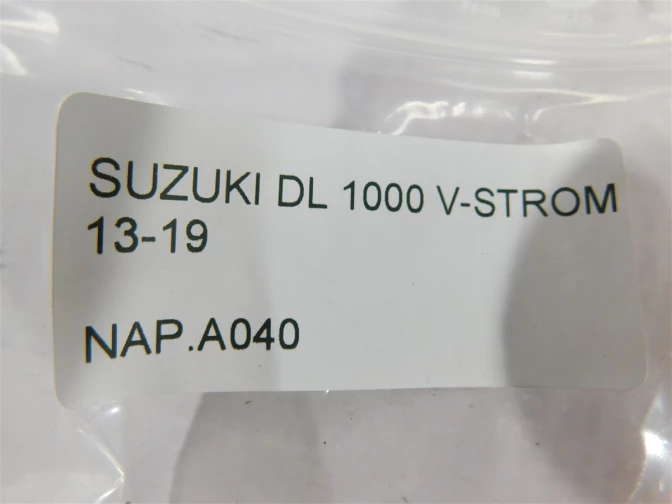 SUZUKI DL 1000 V-STROM
13-19
NAP.A040